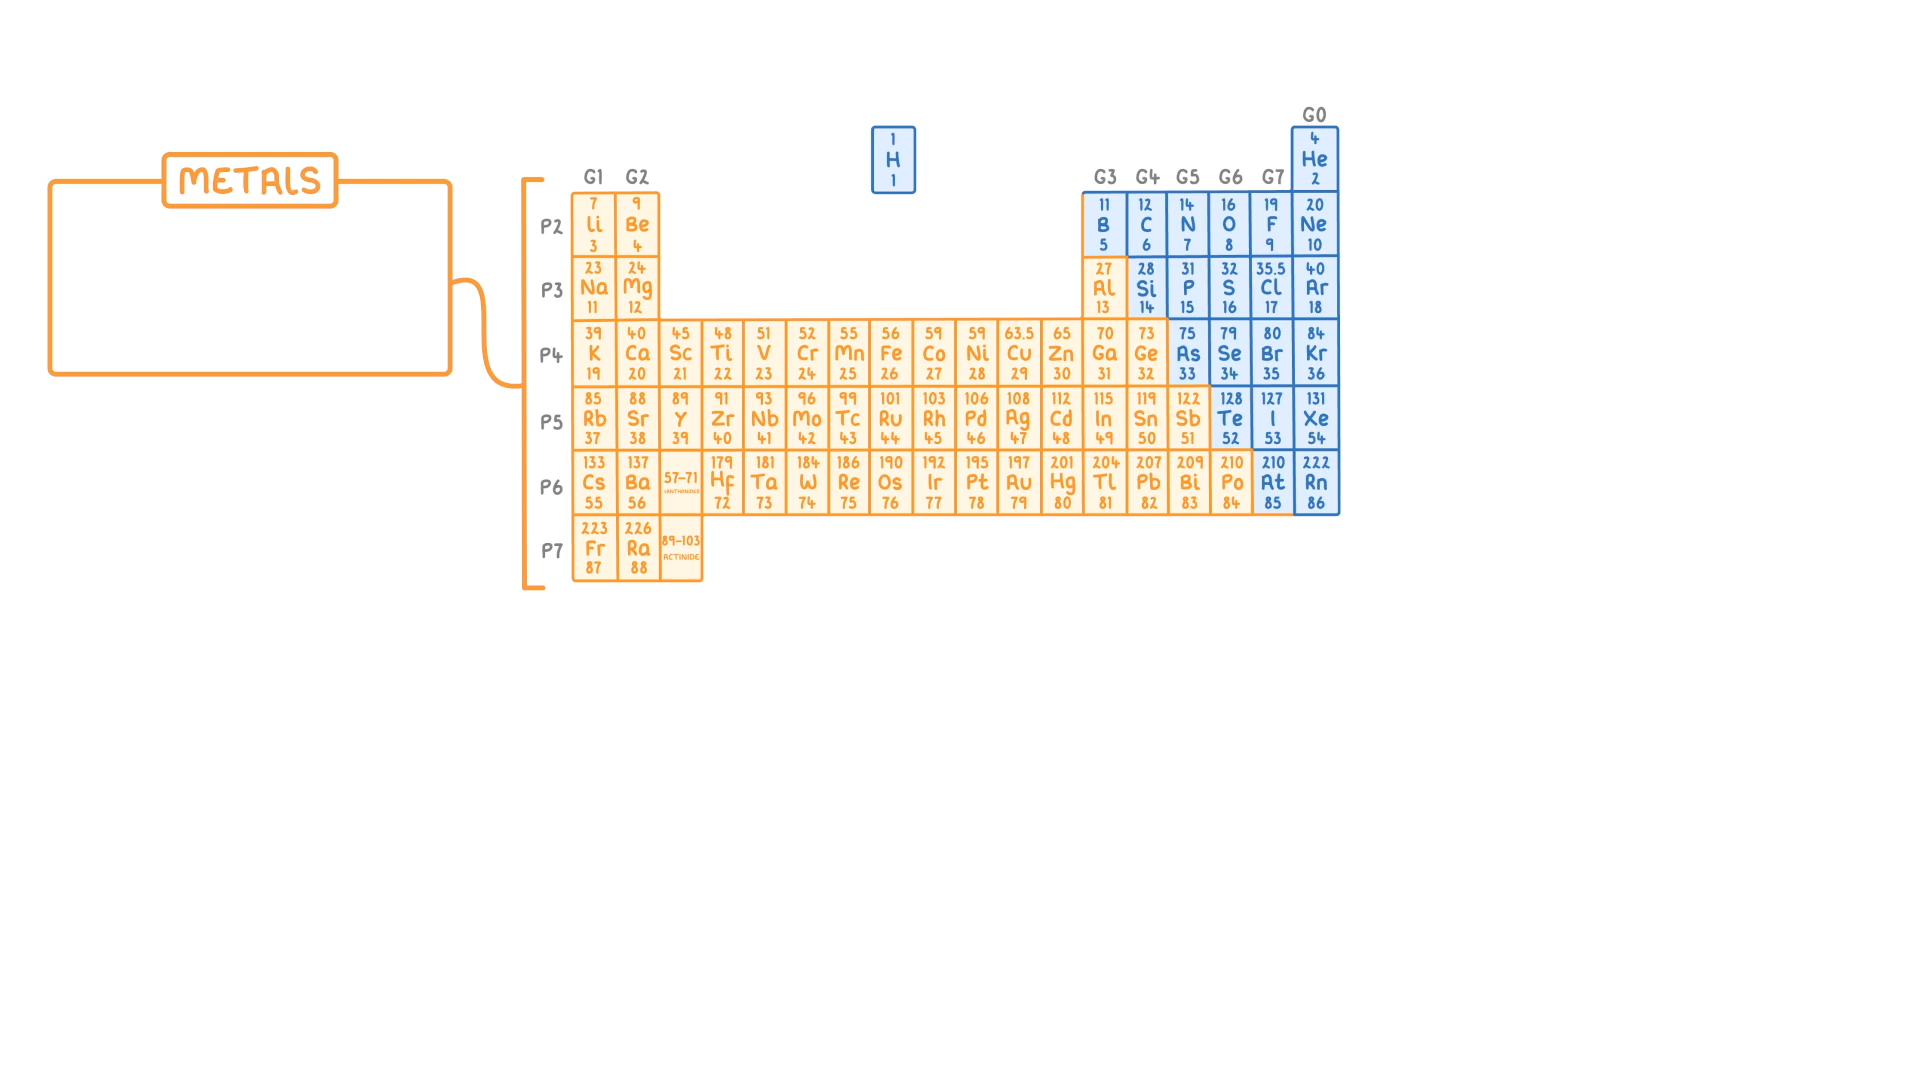 METALS
G0
1
H
1
4
He
2
G1 G2 G3 G4 G5 G6 G7
P2
7 9 11 12 14 16 19 20
Li Be B C N O F Ne
3 4 5 6 7 8 9 10
P3
23 24 27 28 31 32 35.5 40
Na Mg Al Si P S Cl Ar
11 12 13 14 15 16 17 18
P4
39 40 45 48 51 52 55 56 59 59 63.5 65 70 73 75 79 80 84
K Ca Sc Ti V Cr Mn Fe Co Ni Cu Zn Ga Ge As Se Br Kr
19 20 21 22 23 24 25 26 27 28 29 30 31 32 33 34 35 36
P5
85 88 89 91 93 96 99 101 103 106 108 112 115 119 122 128 127 131
Rb Sr Y Zr Nb Mo Tc Ru Rh Pd Ag Cd In Sn Sb Te I Xe
37 38 39 40 41 42 43 44 45 46 47 48 49 50 51 52 53 54
P6
133 137 57-71 179 181 184 186 190 192 195 197 201 204 207 209 210 210 222
Cs Ba LANTHANIDES Hf Ta W Re Os Ir Pt Au Hg Tl Pb Bi Po At Rn
55 56 72 73 74 75 76 77 78 79 80 81 82 83 84 85 86
P7
223 226 89-103
Fr Ra ACTINIDE
87 88